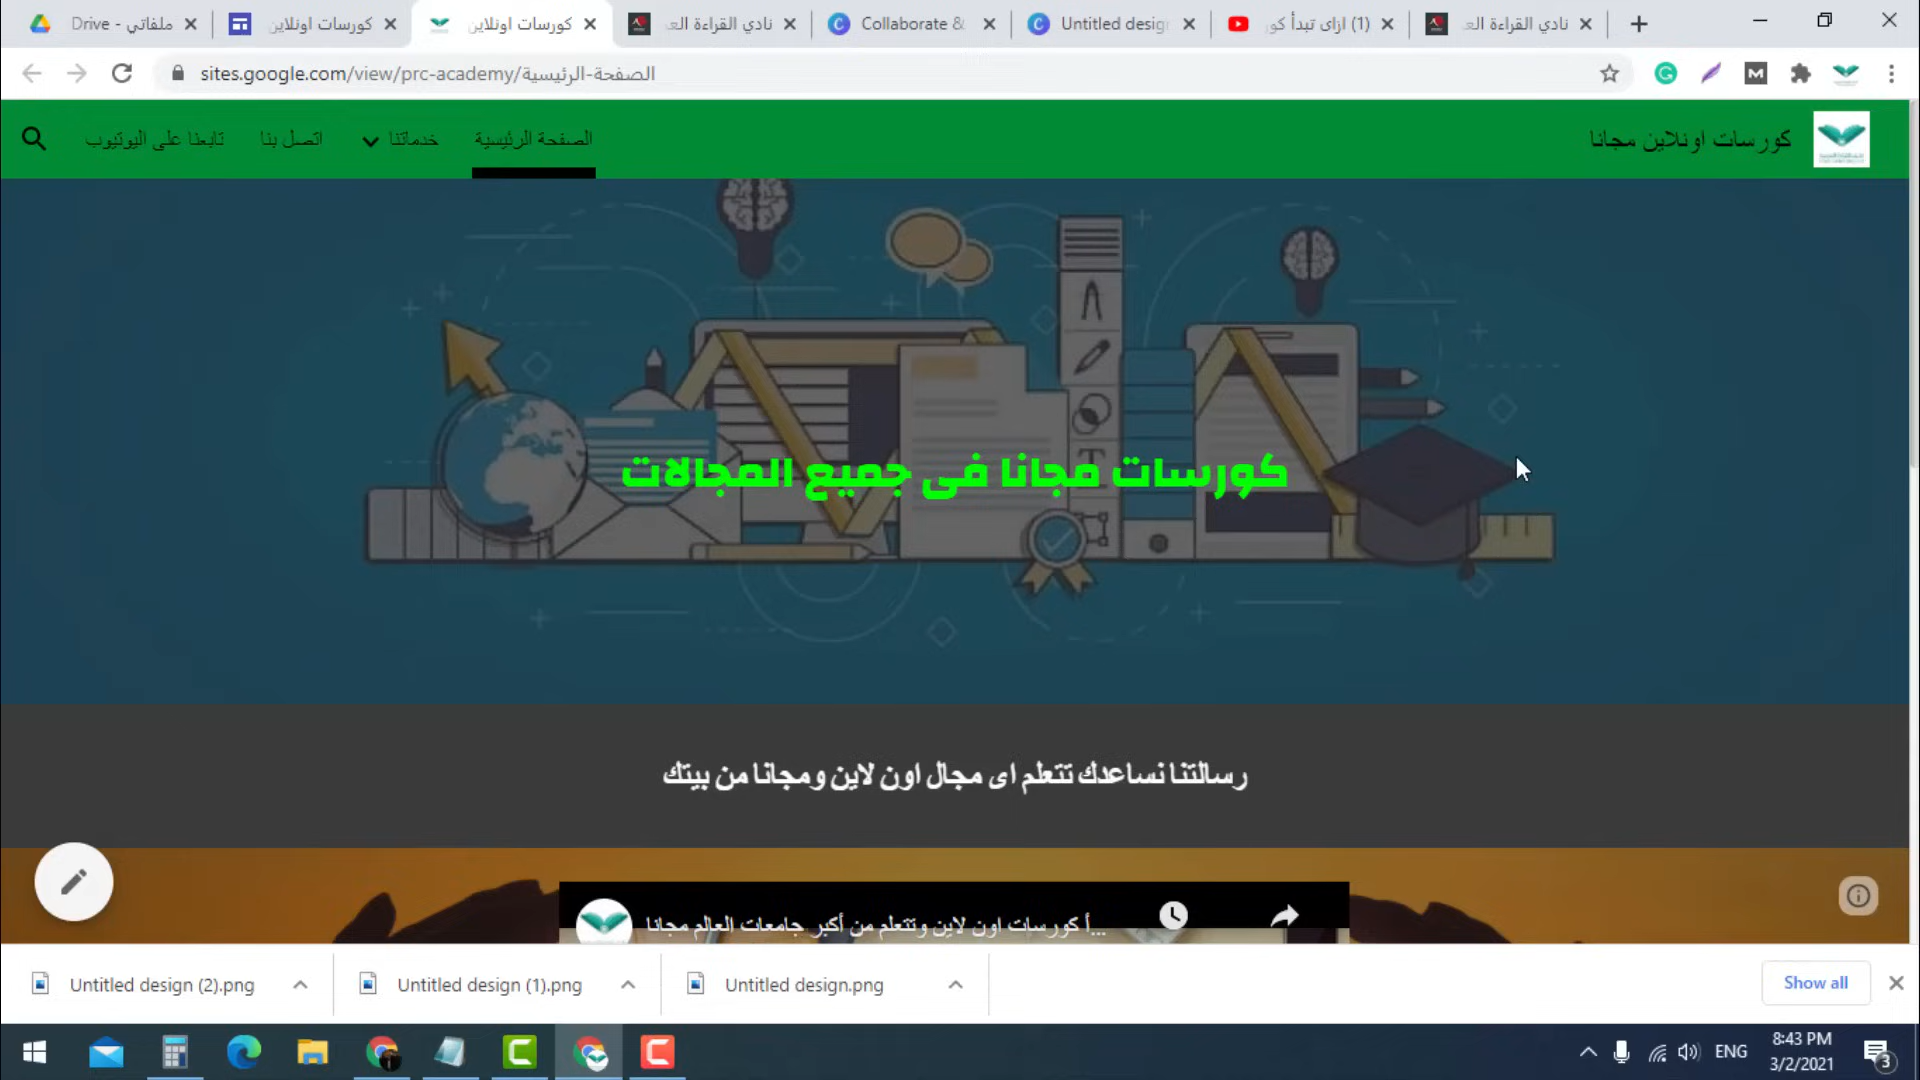 ملفاتي - Drive
كورسات اونلاين
كورسات اونلاين
نادي القراءة الع
Collaborate &
Untitled desig
(1) ازاى تبدأ كور
نادي القراءة الع
sites.google.com/view/prc-academy/الصفحة-الرئيسية
كورسات اونلاين مجانا
الصفحة الرئيسية
خدماتنا
اتصل بنا
تابعنا على اليوتيوب
كورسات مجانا فى جميع المجالات
رسالتنا نساعدك تتعلم اى مجال اون لاين ومجانا من بيتك
أ كورسات اون لاين وتتعلم من أكبر جامعات العالم مجانا...
Untitled design (2).png
Untitled design (1).png
Untitled design.png
Show all
ENG
8:43 PM
3/2/2021
3